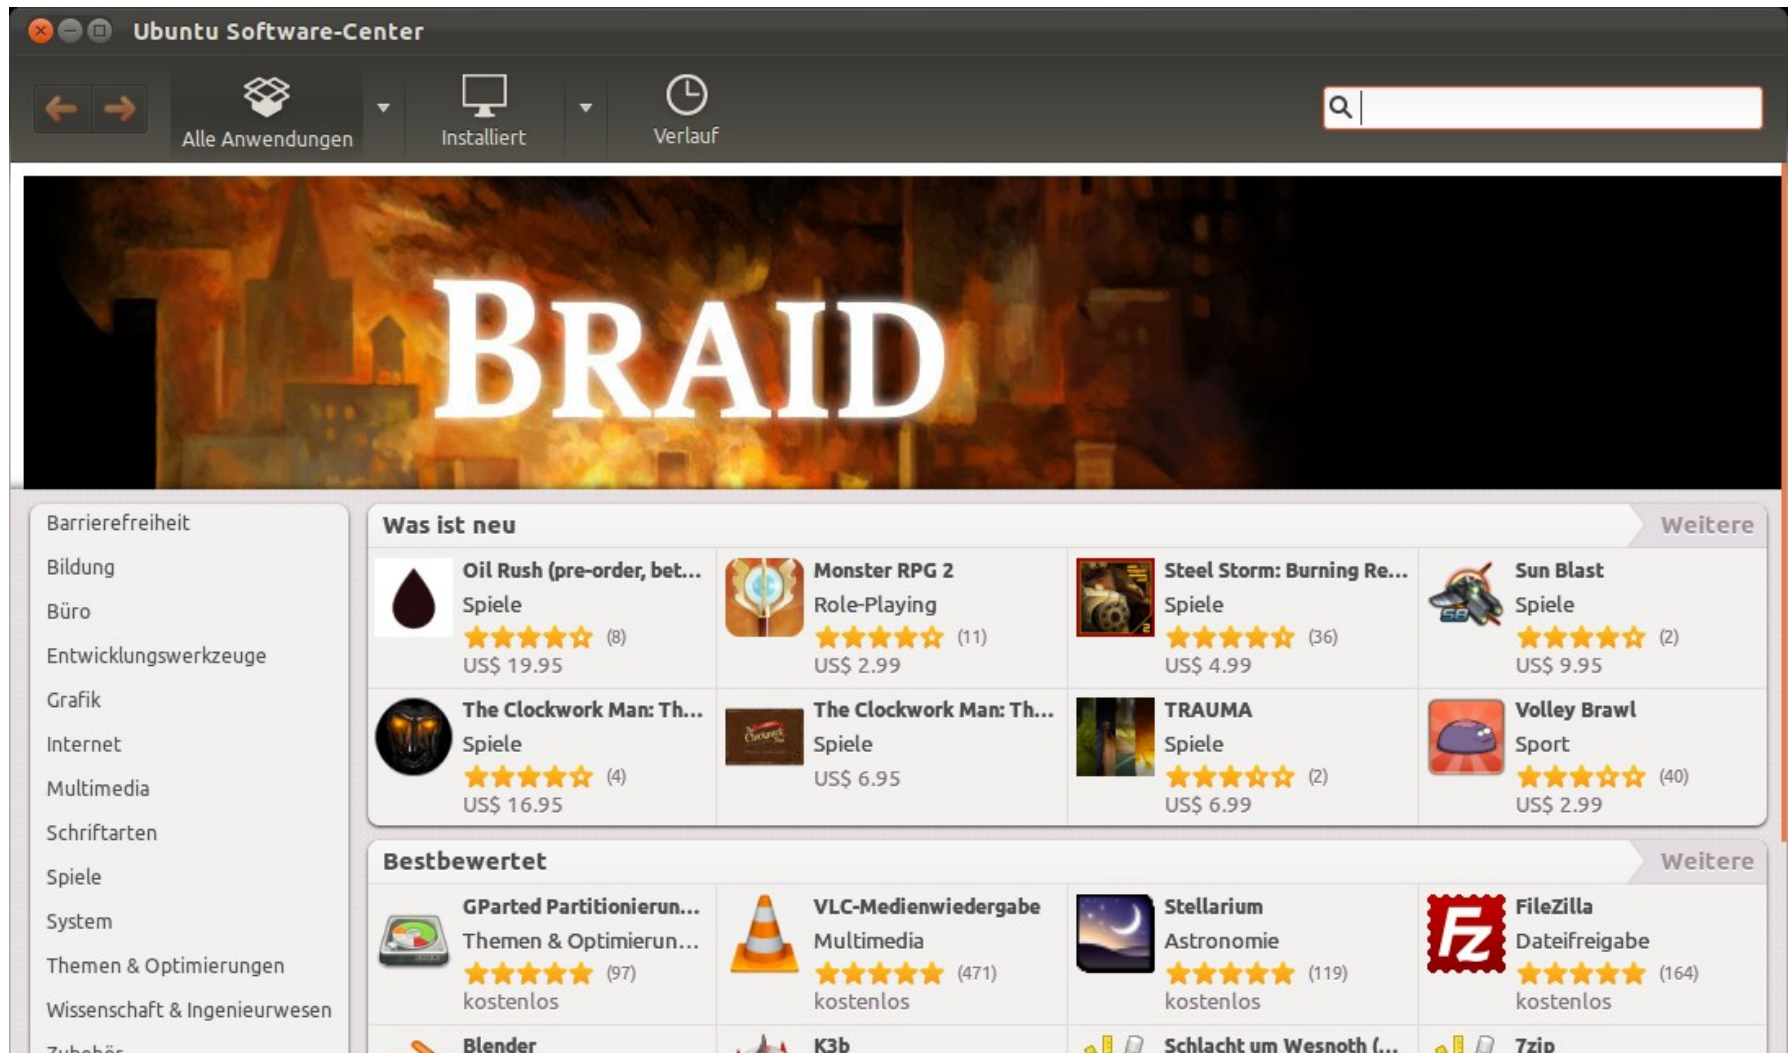 Ubuntu Software-Center
Alle Anwendungen
Installiert
Verlauf
BRAID
Barrierefreiheit
Bildung
Büro
Entwicklungswerkzeuge
Grafik
Internet
Multimedia
Schriftarten
Spiele
System
Themen & Optimierungen
Wissenschaft & Ingenieurwesen
Zubehör
Was ist neu
Weitere
Oil Rush (pre-order, bet...
Spiele
(8)
US$ 19.95
Monster RPG 2
Role-Playing
(11)
US$ 2.99
Steel Storm: Burning Re...
Spiele
(36)
US$ 4.99
Sun Blast
Spiele
(2)
US$ 9.95
The Clockwork Man: Th...
Spiele
(4)
US$ 16.95
The Clockwork Man: Th...
Spiele
US$ 6.95
TRAUMA
Spiele
(2)
US$ 6.99
Volley Brawl
Sport
(40)
US$ 2.99
Bestbewertet
Weitere
GParted Partitionierun...
Themen & Optimierun...
(97)
kostenlos
VLC-Medienwiedergabe
Multimedia
(471)
kostenlos
Stellarium
Astronomie
(119)
kostenlos
Fz
FileZilla
Dateifreigabe
(164)
kostenlos
Blender
K3b
Schlacht um Wesnoth (...
7zip